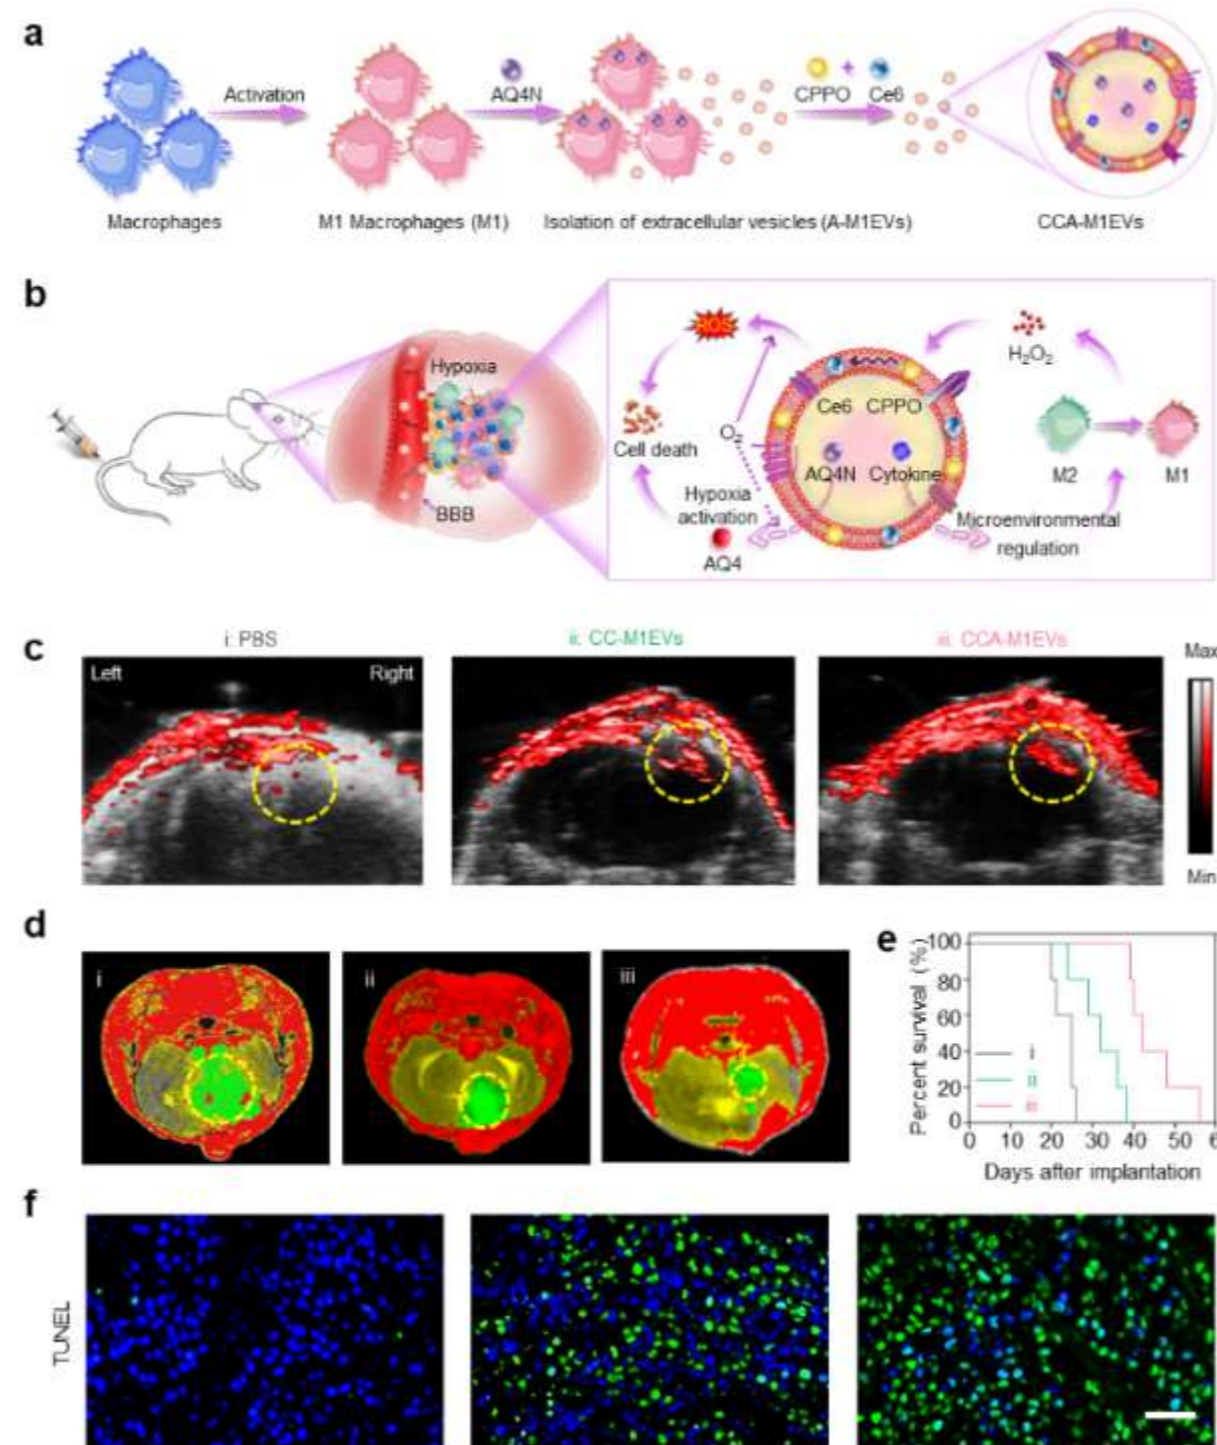 a
Activation
AQ4N
CPPO + Ce6
Macrophages
M1 Macrophages (M1)
Isolation of extracellular vesicles (A-M1EVs)
CCA-M1EVs
b
Hypoxia
BBB
ROS
H₂O₂
Ce6 CPPO
Cell death
O₂
AQ4N Cytokine
M2
M1
Hypoxia
activation
AQ4
Microenvironmental
regulation
c
i: PBS
ii: CC-M1EVs
iii: CCA-M1EVs
Left
Right
Max
Min
d
i
ii
iii
e
Percent survival (%)
100
80
60
40
20
0
i
ii
iii
0 10 20 30 40 50 6
Days after implantation
f
TUNEL